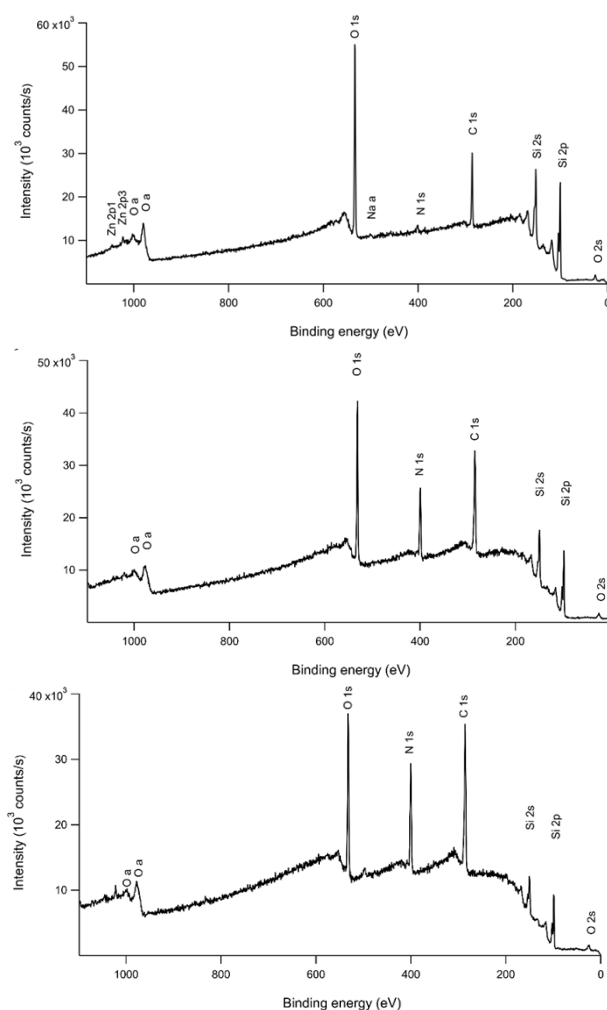 60 x10³
50
40
30
20
10
Intensity (10³ counts/s)
Zn 2p1
Zn 2p3
O a
O a
O 1s
Na a
N 1s
C 1s
Si 2s
Si 2p
O 2s
1000 800 600 400 200 0
Binding energy (eV)
50 x10³
40
30
20
10
Intensity (10³ counts/s)
O a
O a
O 1s
N 1s
C 1s
Si 2s
Si 2p
O 2s
1000 800 600 400 200 0
Binding energy (eV)
40 x10³
30
20
10
Intensity (10³ counts/s)
O a
O a
O 1s
N 1s
C 1s
Si 2s
Si 2p
O 2s
1000 800 600 400 200 0
Binding energy (eV)